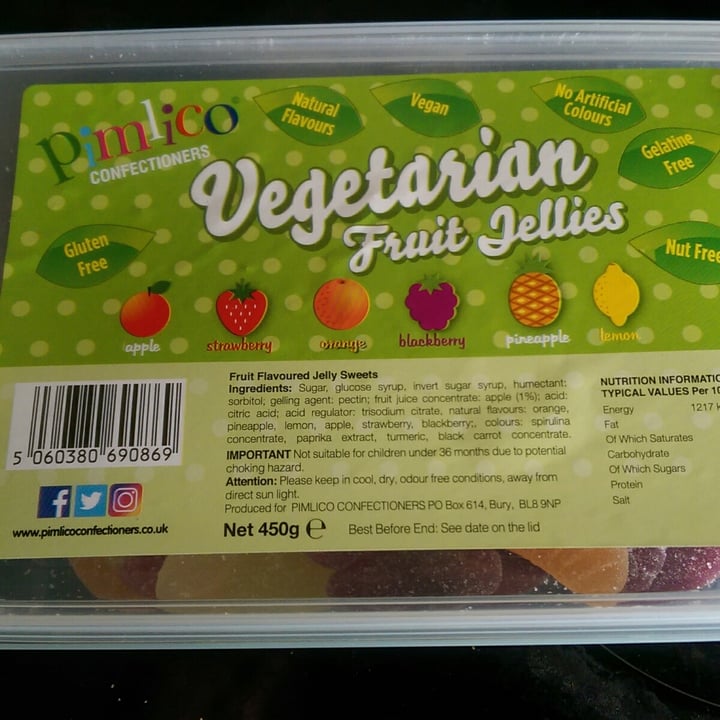 pimlico
CONFECTIONERS
Natural
Flavours
Vegan
No Artificial
Colours
Gelatine
Free
Gluten
Free
Nut Free
Vegetarian
Fruit Jellies
apple
strawberry
orange
blackberry
pineapple
lemon
5 060380 690869
www.pimlicoconfectioners.co.uk
Fruit Flavoured Jelly Sweets
Ingredients: Sugar, glucose syrup, invert sugar syrup, humectant:
sorbitol; gelling agent: pectin; fruit juice concentrate: apple (1%); acid:
citric acid; acid regulator: trisodium citrate, natural flavours: orange,
pineapple, lemon, apple, strawberry, blackberry;. colours: spirulina
concentrate, paprika extract, turmeric, black carrot concentrate.
IMPORTANT Not suitable for children under 36 months due to potential
choking hazard.
Attention: Please keep in cool, dry, odour free conditions, away from
direct sun light.
Produced for PIMLICO CONFECTIONERS PO Box 614, Bury, BL8 9NP
Net 450g e Best Before End: See date on the lid
NUTRITION INFORMATIO
TYPICAL VALUES Per 10
Energy 1217 k
Fat
Of Which Saturates
Carbohydrate
Of Which Sugars
Protein
Salt